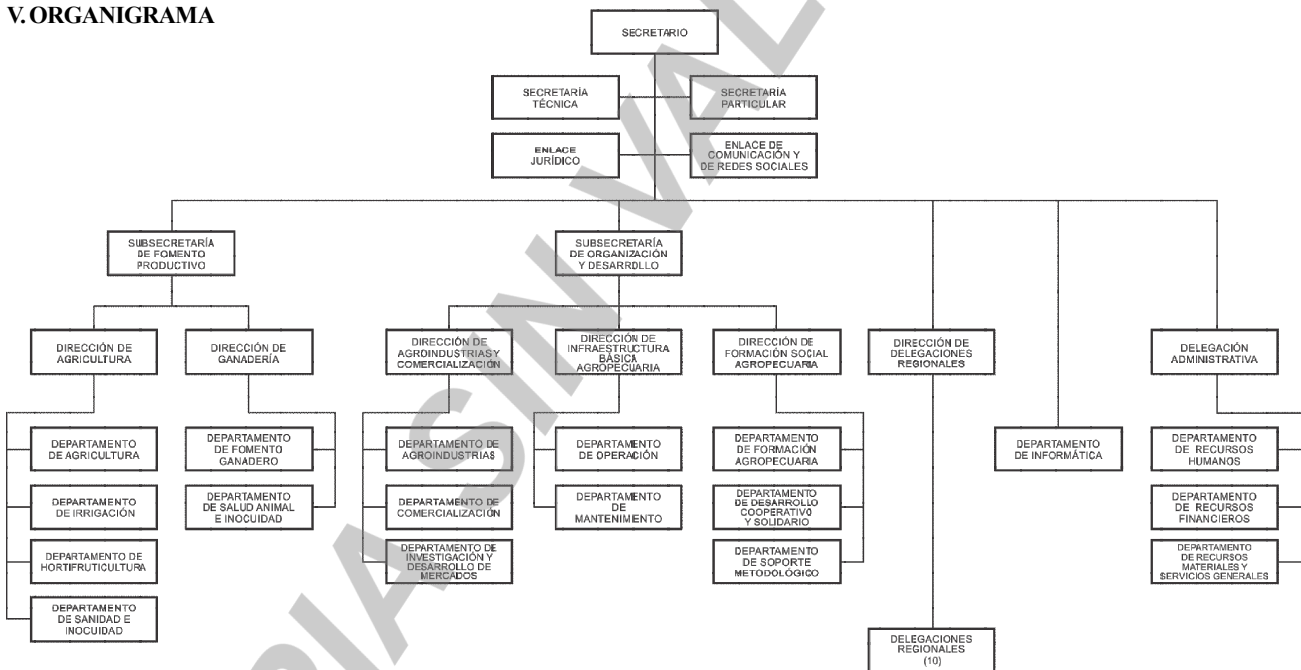 V. ORGANIGRAMA
SECRETARIO
SECRETARÍA
TÉCNICA
SECRETARÍA
PARTICULAR
ENLACE
JURÍDICO
ENLACE DE
COMUNICACIÓN Y
DE REDES SOCIALES
SUBSECRETARÍA
DE FOMENTO
PRODUCTIVO
SUBSECRETARÍA
DE ORGANIZACIÓN
Y DESARROLLO
DIRECCIÓN DE
AGRICULTURA
DIRECCIÓN DE
GANADERÍA
DIRECCIÓN DE
AGROINDUSTRIAS Y
COMERCIALIZACIÓN
DIRECCIÓN DE
INFRAESTRUCTURA
BÁSICA
AGROPECUARIA
DIRECCIÓN DE
FORMACIÓN SOCIAL
AGROPECUARIA
DIRECCIÓN DE
DELEGACIONES
REGIONALES
DELEGACIÓN
ADMINISTRATIVA
DEPARTAMENTO
DE AGRICULTURA
DEPARTAMENTO
DE FOMENTO
GANADERO
DEPARTAMENTO DE
AGROINDUSTRIAS
DEPARTAMENTO
DE OPERACIÓN
DEPARTAMENTO
DE FORMACIÓN
AGROPECUARIA
DEPARTAMENTO
DE INFORMÁTICA
DEPARTAMENTO
DE RECURSOS
HUMANOS
DEPARTAMENTO
DE IRRIGACIÓN
DEPARTAMENTO
DE SALUD ANIMAL
E INOCUIDAD
DEPARTAMENTO DE
COMERCIALIZACIÓN
DEPARTAMENTO
DE
MANTENIMIENTO
DEPARTAMENTO
DE DESARROLLO
COOPERATIVO
Y SOLIDARIO
DEPARTAMENTO
DE RECURSOS
FINANCIEROS
DEPARTAMENTO DE
HORTIFRUTICULTURA
DEPARTAMENTO DE
INVESTIGACIÓN Y
DESARROLLO DE
MERCADOS
DEPARTAMENTO
DE SOPORTE
METODOLÓGICO
DEPARTAMENTO
DE RECURSOS
MATERIALES Y
SERVICIOS GENERALES
DEPARTAMENTO
DE SANIDAD E
INOCUIDAD
DELEGACIONES
REGIONALES
(10)
RIA SIN VAL